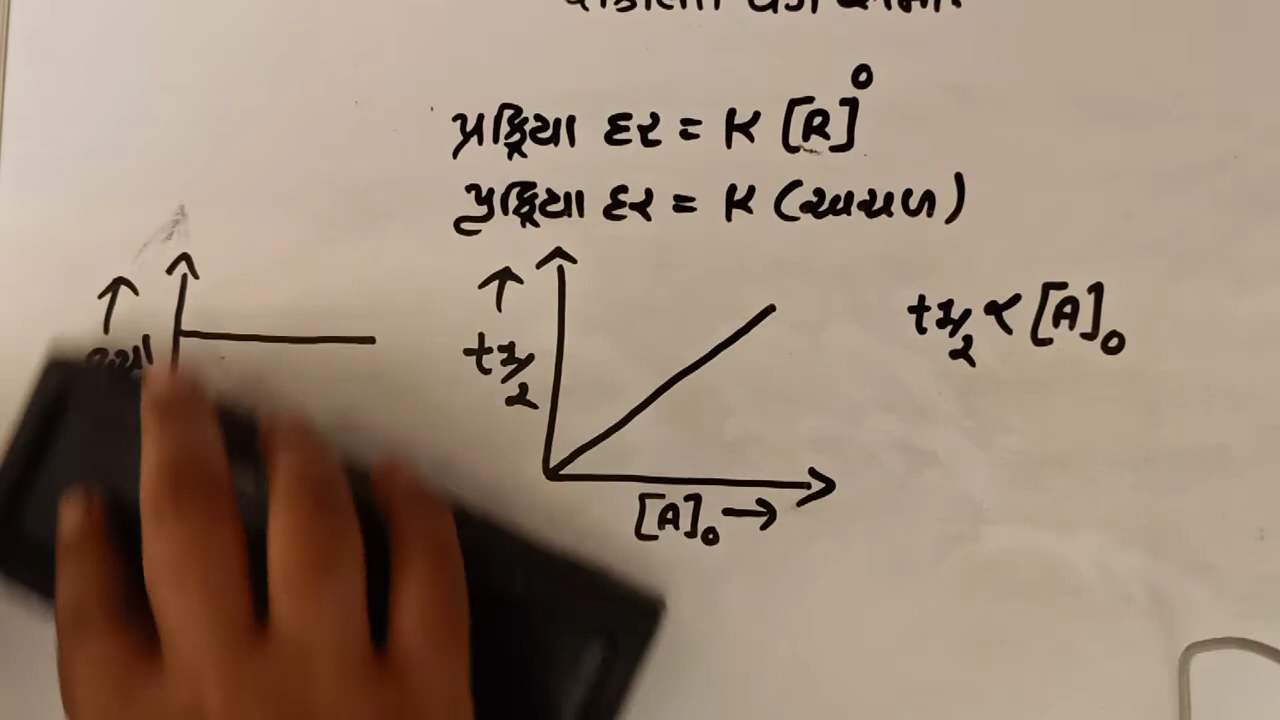 પ્રક્રિયા દર = K [R]⁰
પ્રક્રિયા દર = K (અચળ)
t½
[A]₀ →
t½ ∝ [A]₀